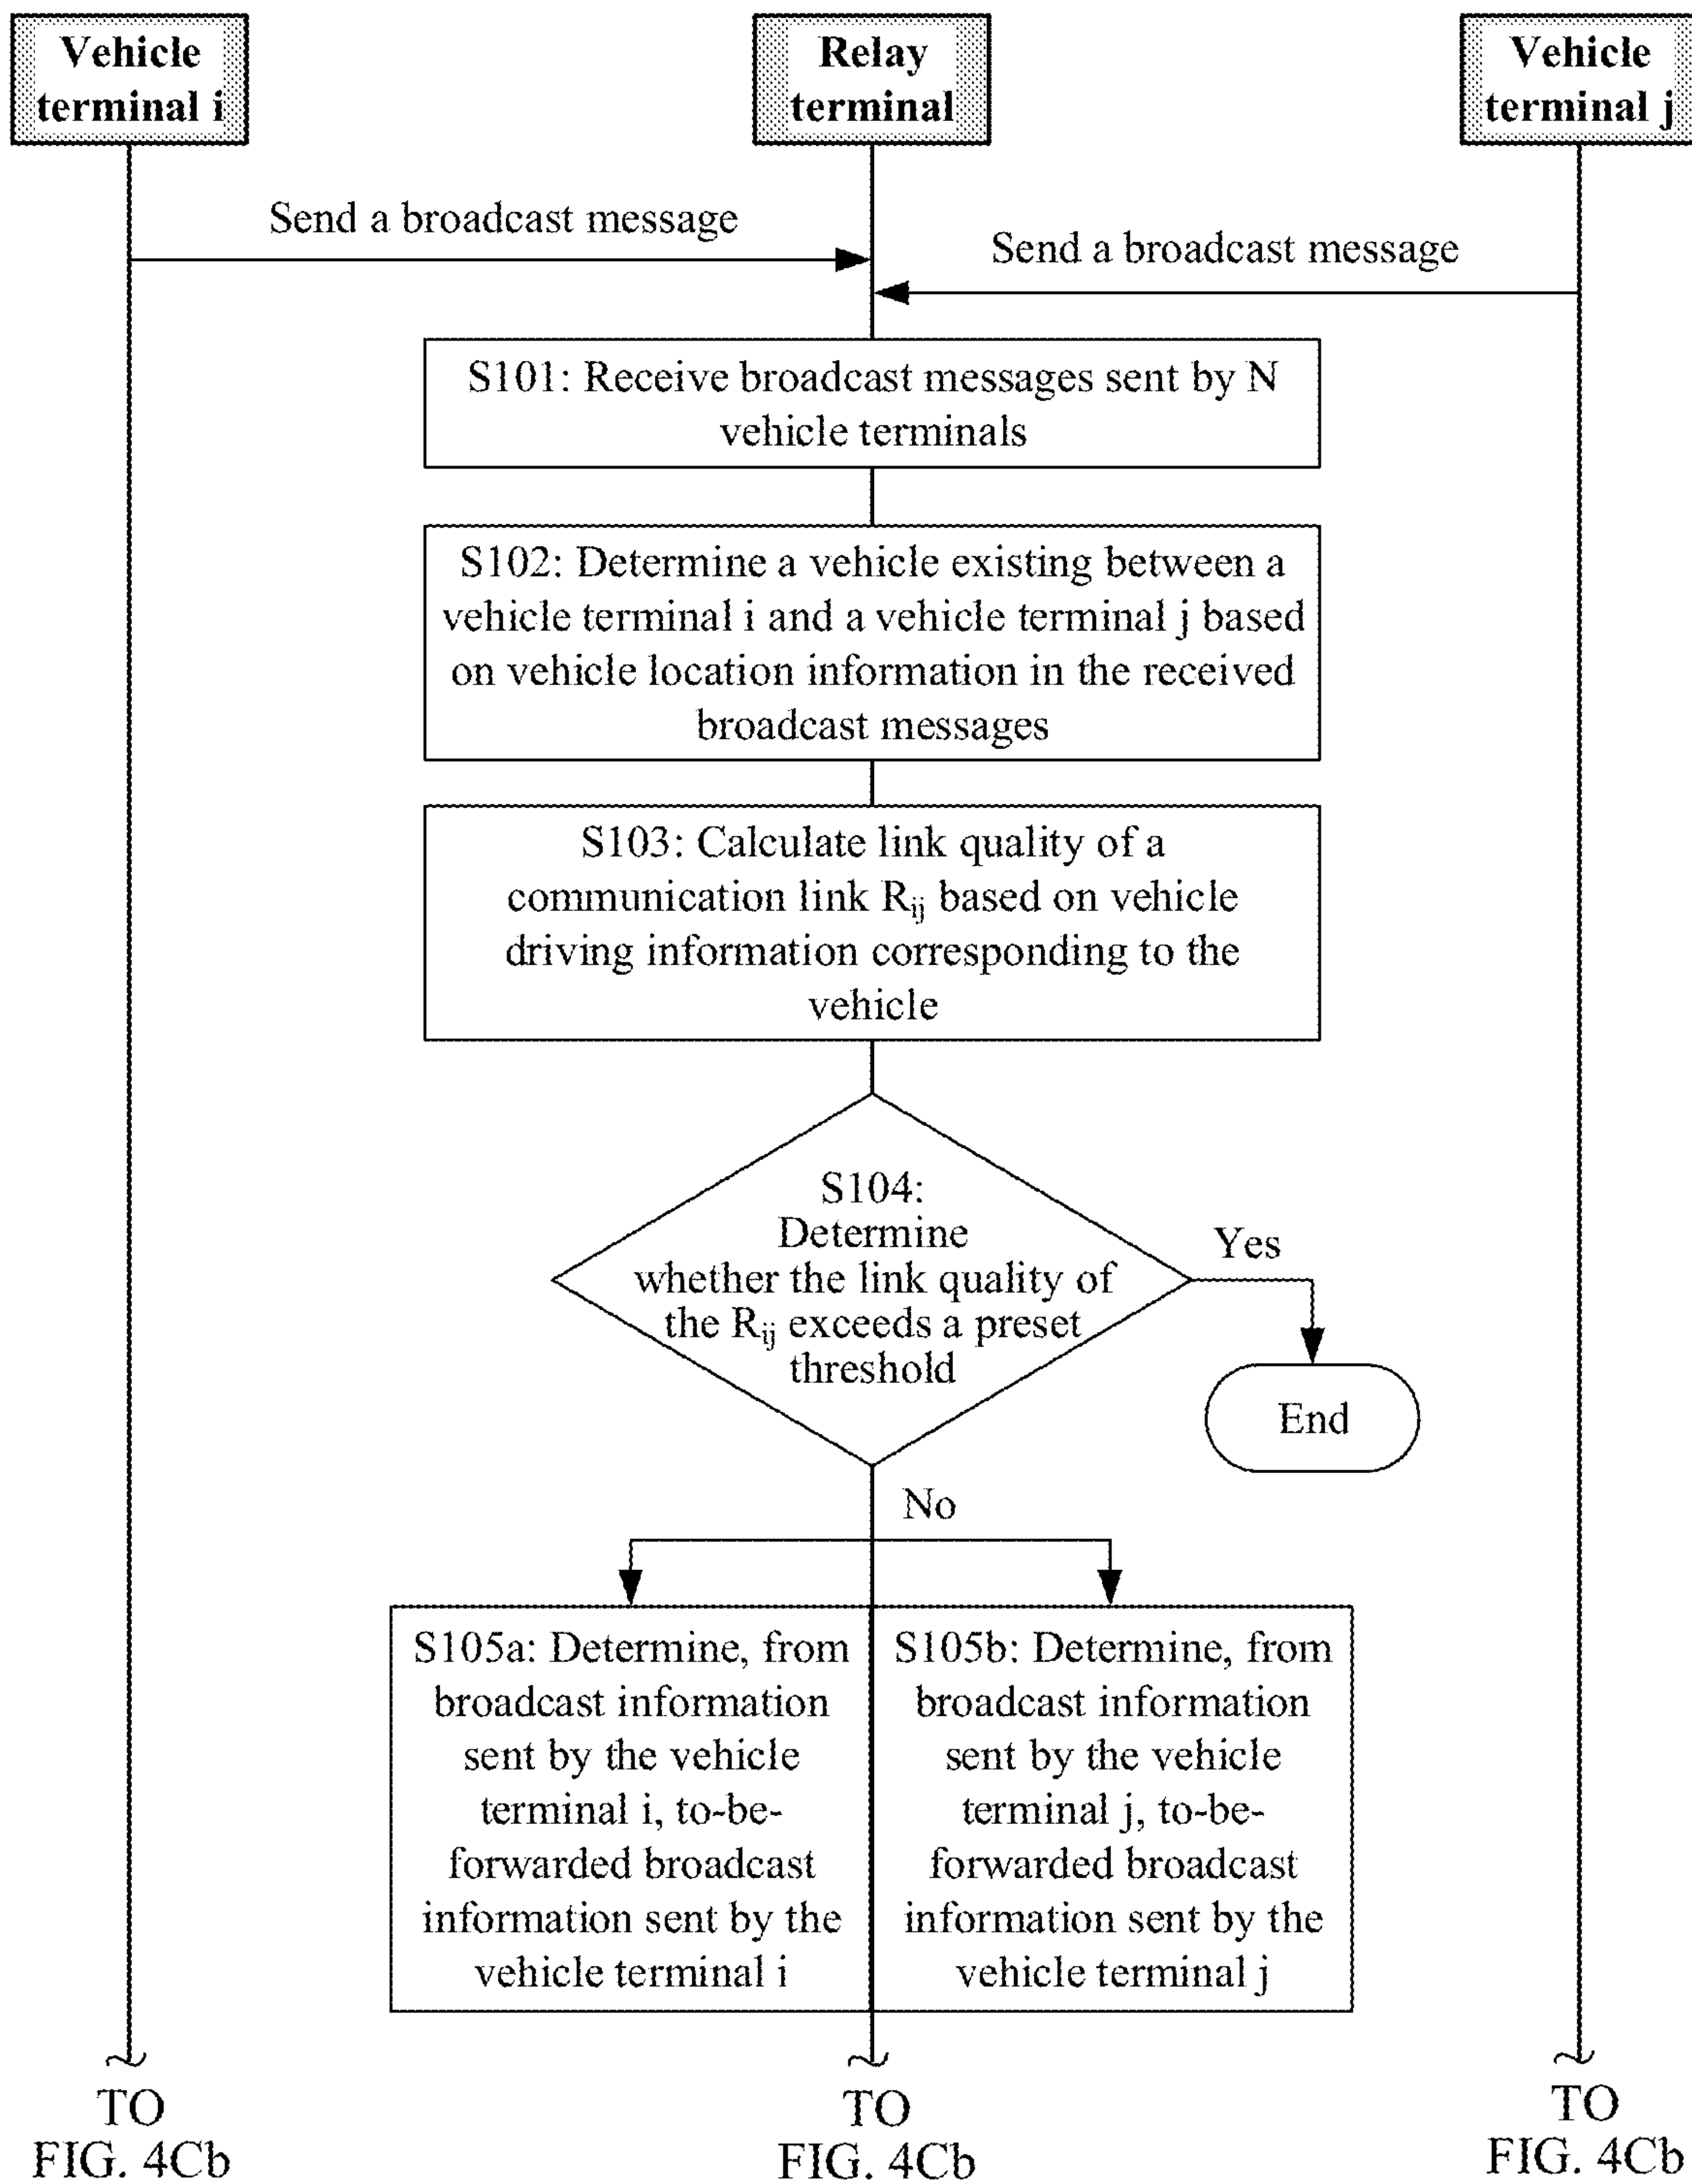 Vehicle
terminal i
Relay
terminal
Vehicle
terminal j
Send a broadcast message
Send a broadcast message
S101: Receive broadcast messages sent by N
vehicle terminals
S102: Determine a vehicle existing between a
vehicle terminal i and a vehicle terminal j based
on vehicle location information in the received
broadcast messages
S103: Calculate link quality of a
communication link Rij based on vehicle
driving information corresponding to the
vehicle
S104:
Determine
whether the link quality of
the Rij exceeds a preset
threshold
Yes
End
No
S105a: Determine, from
broadcast information
sent by the vehicle
terminal i, to-be-
forwarded broadcast
information sent by the
vehicle terminal i
S105b: Determine, from
broadcast information
sent by the vehicle
terminal j, to-be-
forwarded broadcast
information sent by the
vehicle terminal j
TO
FIG. 4Cb
TO
FIG. 4Cb
TO
FIG. 4Cb